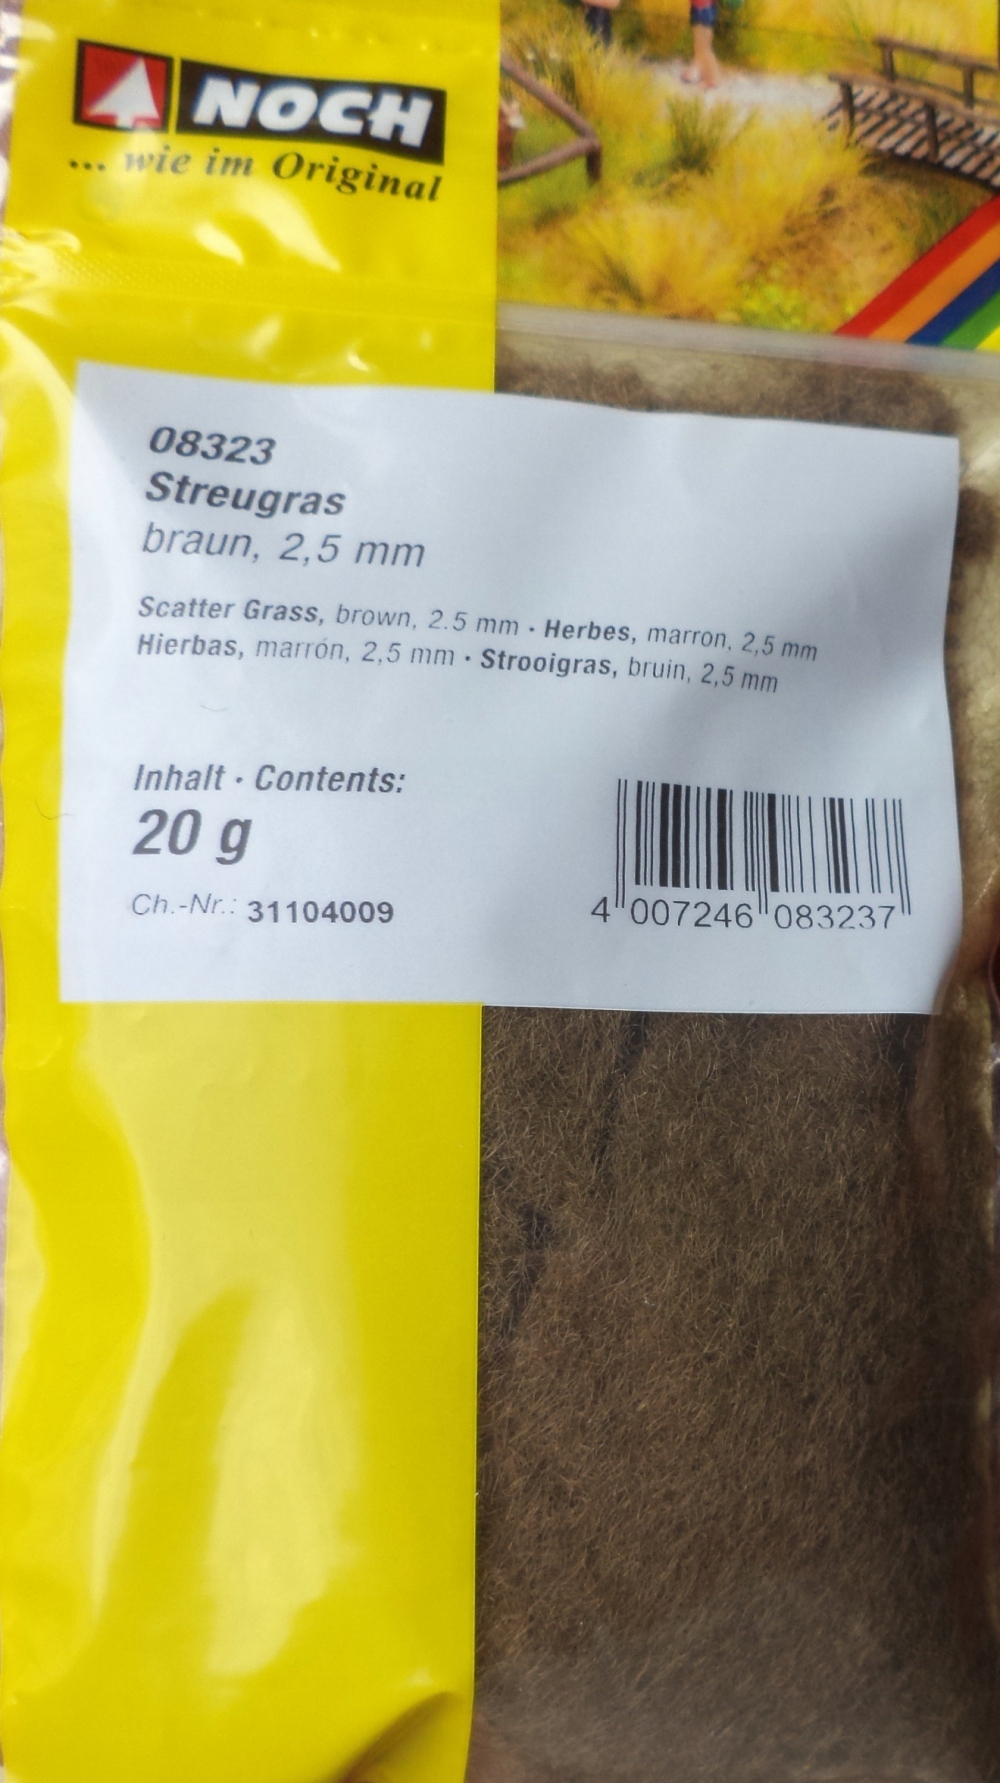 NOCH
... wie im Original
08323
Streugras
braun, 2,5 mm
Scatter Grass, brown, 2.5 mm · Herbes, marron, 2,5 mm
Hierbas, marrón, 2,5 mm · Strooigras, bruin, 2,5 mm
Inhalt · Contents:
20 g
Ch.-Nr.: 31104009
4 007246 083237